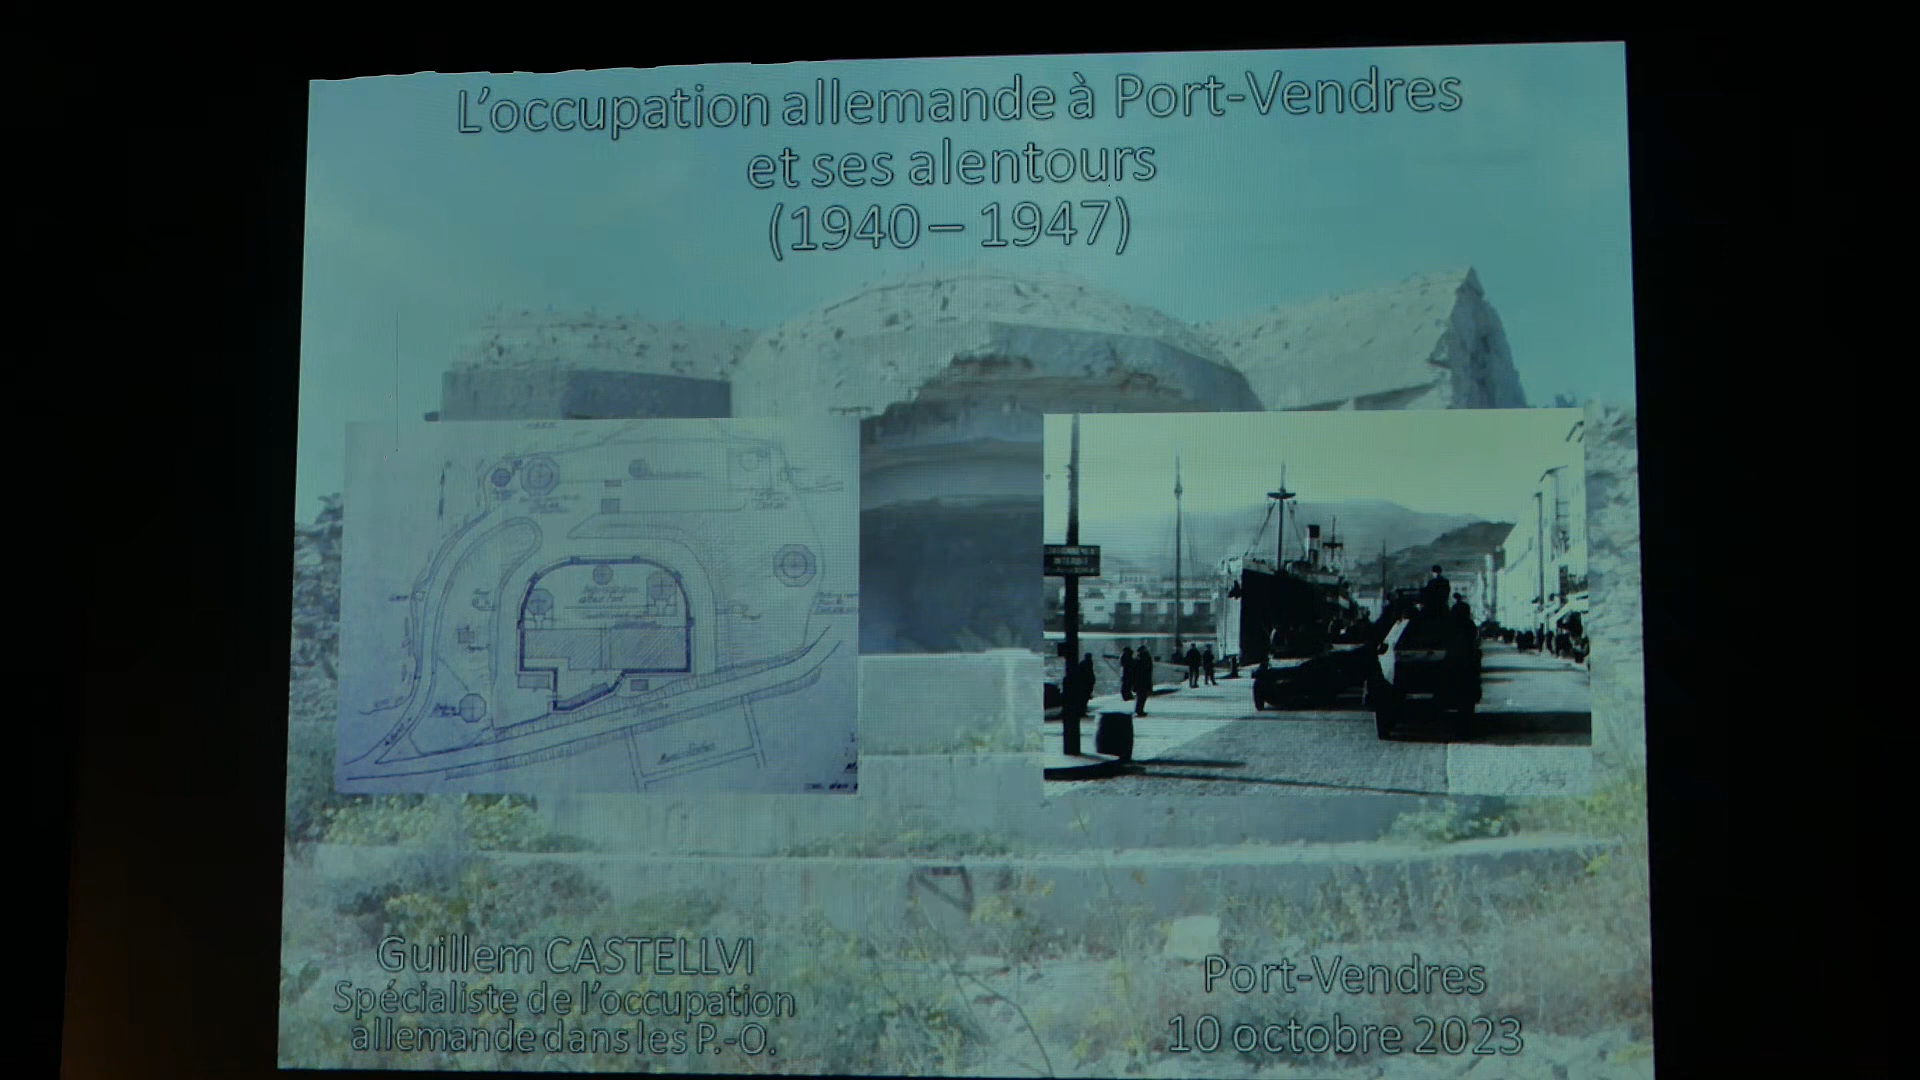 L'occupation allemande à Port-Vendres
et ses alentours
(1940 – 1947)
INTERDIT
Guillem CASTELLVI
Spécialiste de l'occupation
allemande dans les P.-O.
Port-Vendres
10 octobre 2023